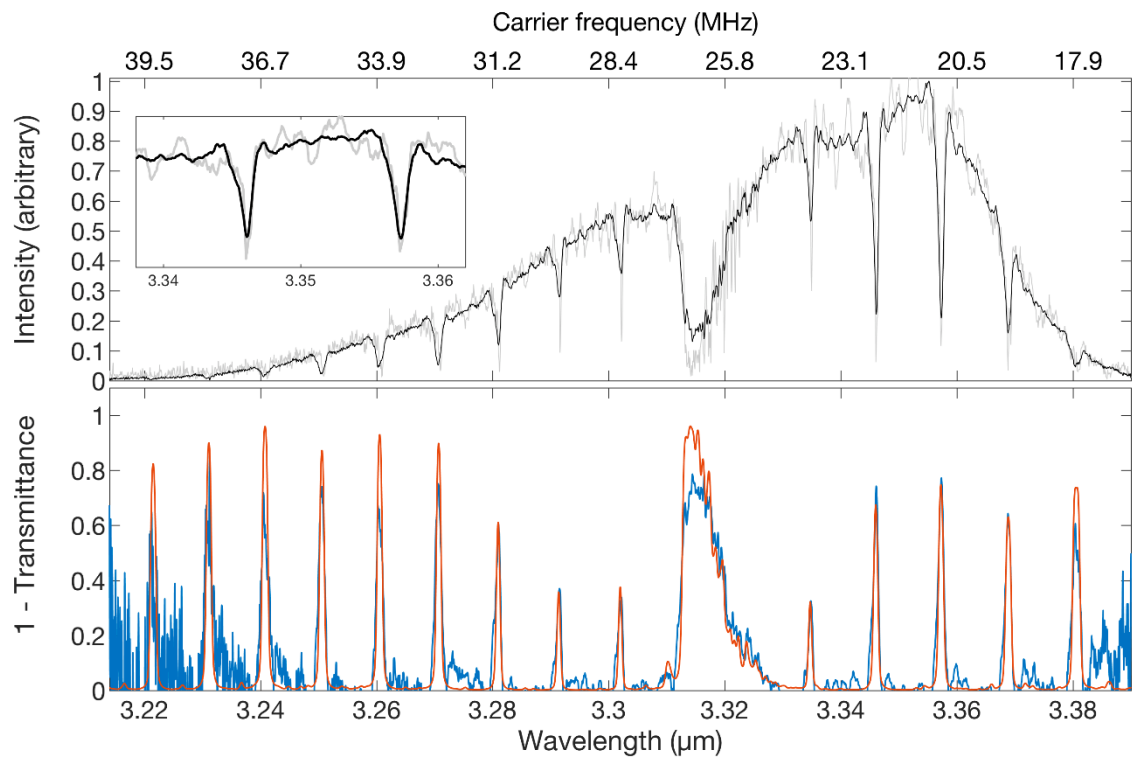 Carrier frequency (MHz)
39.5 36.7 33.9 31.2 28.4 25.8 23.1 20.5 17.9
Intensity (arbitrary)
1
0.9
0.8
0.7
0.6
0.5
0.4
0.3
0.2
0.1
0
3.34 3.35 3.36
1 - Transmittance
1
0.8
0.6
0.4
0.2
0
3.22 3.24 3.26 3.28 3.3 3.32 3.34 3.36 3.38
Wavelength (μm)